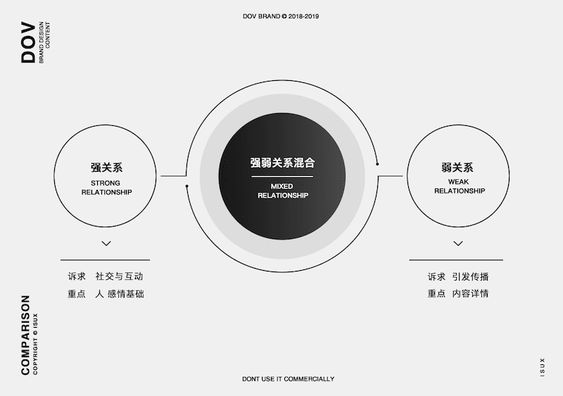 DOV BRAND © 2018-2019
DOV
BRAND DESIGN
CONTENT
强关系
STRONG
RELATIONSHIP
强弱关系混合
MIXED
RELATIONSHIP
弱关系
WEAK
RELATIONSHIP
诉求 社交与互动
重点 人 感情基础
诉求 引发传播
重点 内容详情
COMPARISON
COPYRIGHT © ISUX
DONT USE IT COMMERCIALLY
ISUX